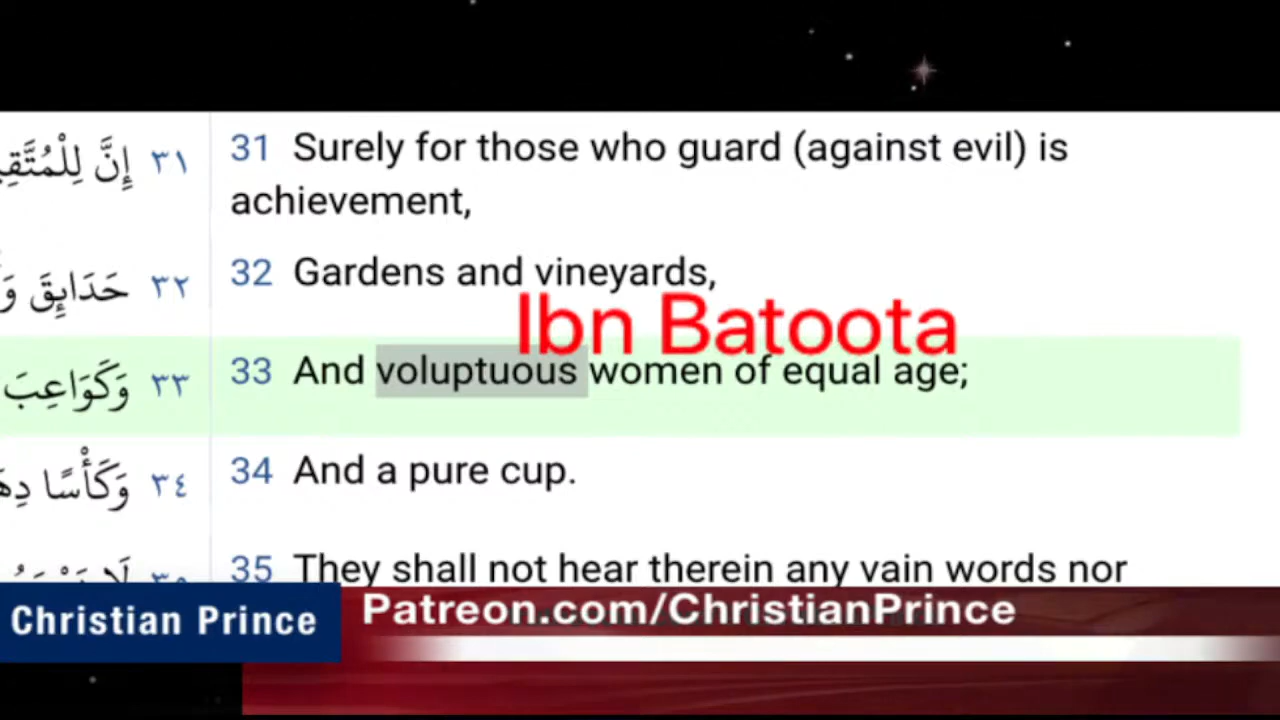 ٣١ إِنَّ لِلْمُتَّقِي
31 Surely for those who guard (against evil) is
achievement,
٣٢ حَدَائِقَ وَ
32 Gardens and vineyards,
Ibn Batoota
٣٣ وَكَوَاعِبَ
33 And voluptuous women of equal age;
٣٤ وَكَأْسًا دِهَ
34 And a pure cup.
35 They shall not hear therein any vain words nor
Christian Prince
Patreon.com/ChristianPrince